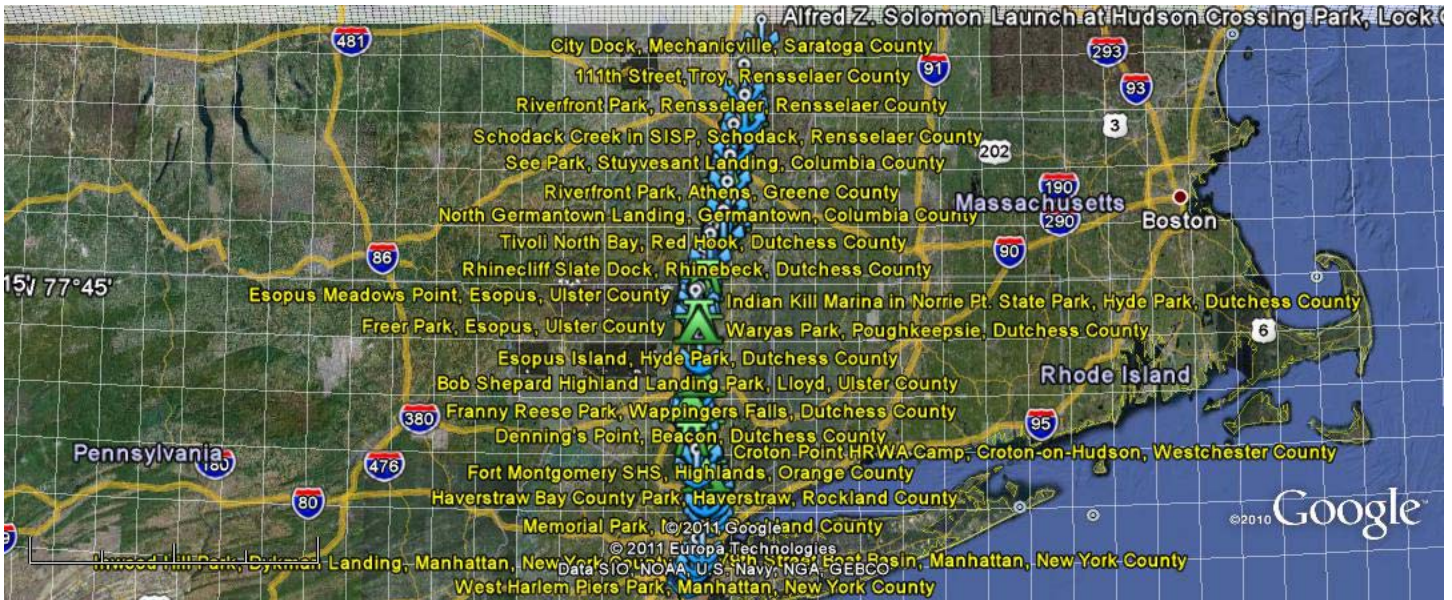 Alfred Z. Solomon Launch at Hudson Crossing Park, Lock
481
City Dock, Mechanicville, Saratoga County
293
91
111th Street,Troy, Rensselaer County
93
Riverfront Park, Rensselaer, Rensselaer County
3
Schodack Creek in SISP, Schodack, Rensselaer County
202
See Park, Stuyvesant Landing, Columbia County
190
Riverfront Park, Athens, Greene County
Massachusetts
North Germantown Landing, Germantown, Columbia County
290
Boston
Tivoli North Bay, Red Hook, Dutchess County
86
90
Rhinecliff Slate Dock, Rhinebeck, Dutchess County
77°45'
Esopus Meadows Point, Esopus, Ulster County
Indian Kill Marina in Norrie Pt. State Park, Hyde Park, Dutchess County
Freer Park, Esopus, Ulster County
Waryas Park, Poughkeepsie, Dutchess County
6
Esopus Island, Hyde Park, Dutchess County
Rhode Island
Bob Shepard Highland Landing Park, Lloyd, Ulster County
380
Franny Reese Park, Wappingers Falls, Dutchess County
95
Denning's Point, Beacon, Dutchess County
Pennsylvania
Croton Point HRWA Camp, Croton-on-Hudson, Westchester County
180
476
Fort Montgomery SHS, Highlands, Orange County
80
Haverstraw Bay County Park, Haverstraw, Rockland County
©2010 Google
Memorial Park,
County
© 2011 Google
© 2011 Europa Technologies
Inwood Hill Park, Dykman Landing, Manhattan, New York
Boat Basin, Manhattan, New York County
Data SIO, NOAA, U.S. Navy, NGA, GEBCO
West Harlem Piers Park, Manhattan, New York County